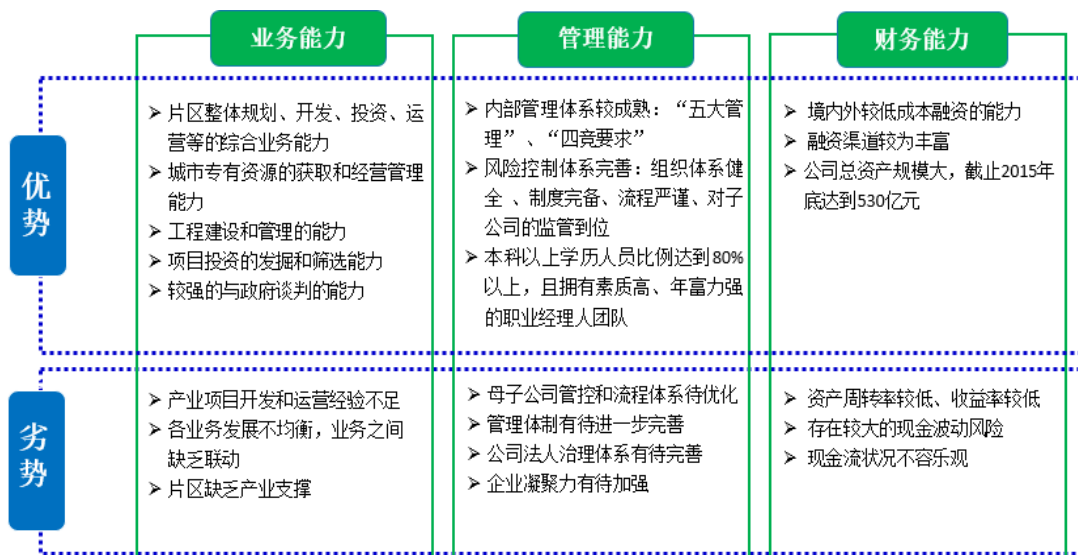 业务能力
管理能力
财务能力
优势
➢ 片区整体规划、开发、投资、运
营等的综合业务能力
➢ 城市专有资源的获取和经营管理
能力
➢ 工程建设和管理的能力
➢ 项目投资的发掘和筛选能力
➢ 较强的与政府谈判的能力
➢ 内部管理体系较成熟：“五大管
理”、“四竞要求”
➢ 风险控制体系完善：组织体系健
全 、制度完备、流程严谨、对子
公司的监管到位
➢ 本科以上学历人员比例达到80%
以上，且拥有素质高、年富力强
的职业经理人团队
➢ 境内外较低成本融资的能力
➢ 融资渠道较为丰富
➢ 公司总资产规模大，截止2015年
底达到530亿元
劣势
➢ 产业项目开发和运营经验不足
➢ 各业务发展不均衡，业务之间
缺乏联动
➢ 片区缺乏产业支撑
➢ 母子公司管控和流程体系待优化
➢ 管理体制有待进一步完善
➢ 公司法人治理体系有待完善
➢ 企业凝聚力有待加强
➢ 资产周转率较低、收益率较低
➢ 存在较大的现金波动风险
➢ 现金流状况不容乐观